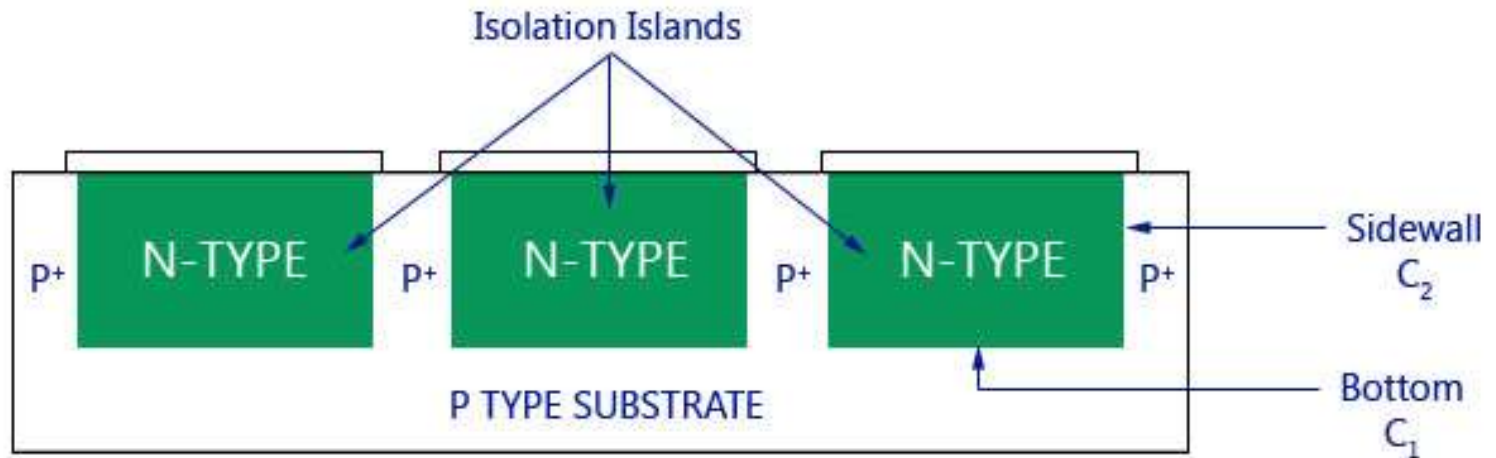 Isolation Islands
N-TYPE
N-TYPE
N-TYPE
Sidewall
C₂
P⁺
P⁺
P⁺
P⁺
P TYPE SUBSTRATE
Bottom
C₁